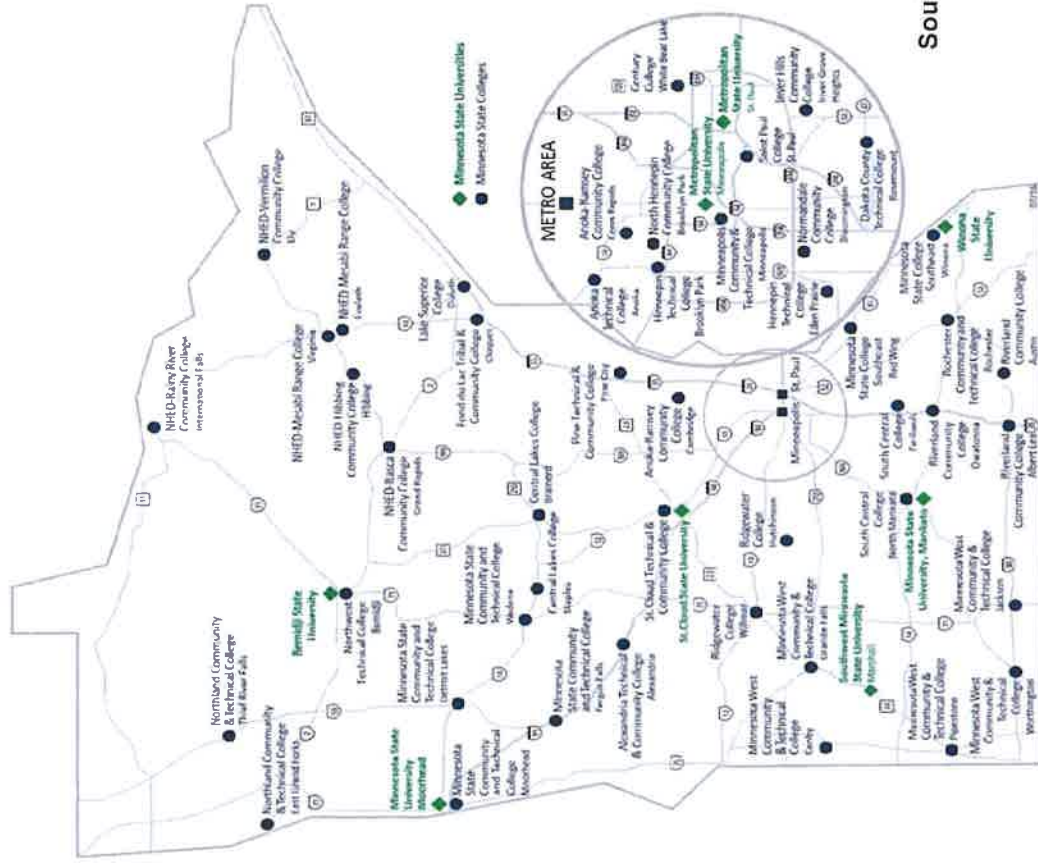 Northland Community
& Technical College
Thief River Falls
Northland Community
& Technical College
East Grand Forks
NHED-Rainy River
Community College
International Falls
NHED-Vermilion
Community College
Ely
NHED-Mesabi Range College
Virginia
NHED Mesabi Range College
Eveleth
NHED Hibbing
Community College
Hibbing
NHED-Itasca
Community College
Grand Rapids
Bemidji State
University
Northwest
Technical College
Bemidji
Minnesota State
Community and
Technical College
Detroit Lakes
Minnesota State
Community and
Technical College
Wadena
Minnesota State
University
Moorhead
Minnesota
State
Community
and Technical
College
Moorhead
Minnesota
State Community
and Technical
College
Fergus Falls
Alexandria Technical
& Community College
Alexandria
Lake Superior
College
Duluth
Fond du Lac Tribal &
Community College
Cloquet
Central Lakes College
Brainerd
Central Lakes College
Staples
Pine Technical &
Community College
Pine City
Anoka-Ramsey
Community
College
Cambridge
St. Cloud Technical &
Community College
St. Cloud State University
Minneapolis
St. Paul
Ridgewater
College
Hutchinson
Ridgewater
College
Willmar
Minnesota West
Community &
Technical College
Granite Falls
Minnesota West
Community
& Technical
College
Canby
Southwest Minnesota
State University
Marshall
Minnesota West
Community &
Technical College
Pipestone
Minnesota West
Community &
Technical
College
Worthington
Minnesota West
Community &
Technical College
Jackson
South Central
College
North Mankato
Minnesota State
University, Mankato
South Central
College
Faribault
Riverland
Community
College
Owatonna
Riverland
Community College
Albert Lea
Riverland
Community College
Austin
Rochester
Community and
Technical College
Rochester
Minnesota
State College
Southeast
Red Wing
Minnesota
State College
Southeast
Winona
Winona
State
University
Minnesota State Universities
Minnesota State Colleges
METRO AREA
Anoka-Ramsey
Community College
Coon Rapids
Anoka
Technical
College
Anoka
North Hennepin
Community College
Brooklyn Park
Hennepin
Technical
College
Brooklyn Park
Century
College
White Bear Lake
Metropolitan
State University
Minneapolis
Metropolitan
State University
St. Paul
Minneapolis
Community &
Technical College
Minneapolis
Saint Paul
College
St. Paul
Inver Hills
Community
College
Inver Grove
Heights
Hennepin
Technical
College
Eden Prairie
Normandale
Community
College
Bloomington
Dakota County
Technical College
Rosemount
Sou